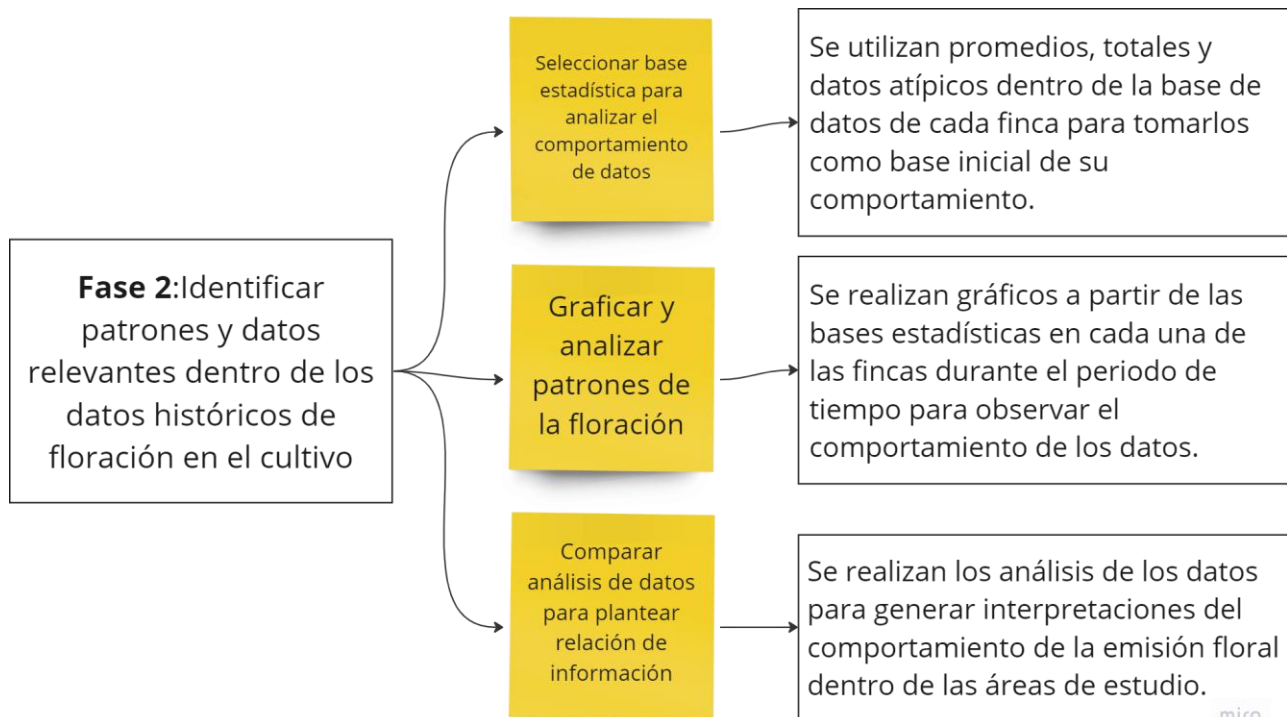 Fase 2:Identificar
patrones y datos
relevantes dentro de los
datos históricos de
floración en el cultivo
Seleccionar base
estadística para
analizar el
comportamiento
de datos
Se utilizan promedios, totales y
datos atípicos dentro de la base de
datos de cada finca para tomarlos
como base inicial de su
comportamiento.
Graficar y
analizar
patrones de
la floración
Se realizan gráficos a partir de las
bases estadísticas en cada una de
las fincas durante el periodo de
tiempo para observar el
comportamiento de los datos.
Comparar
análisis de datos
para plantear
relación de
información
Se realizan los análisis de los datos
para generar interpretaciones del
comportamiento de la emisión floral
dentro de las áreas de estudio.
miro